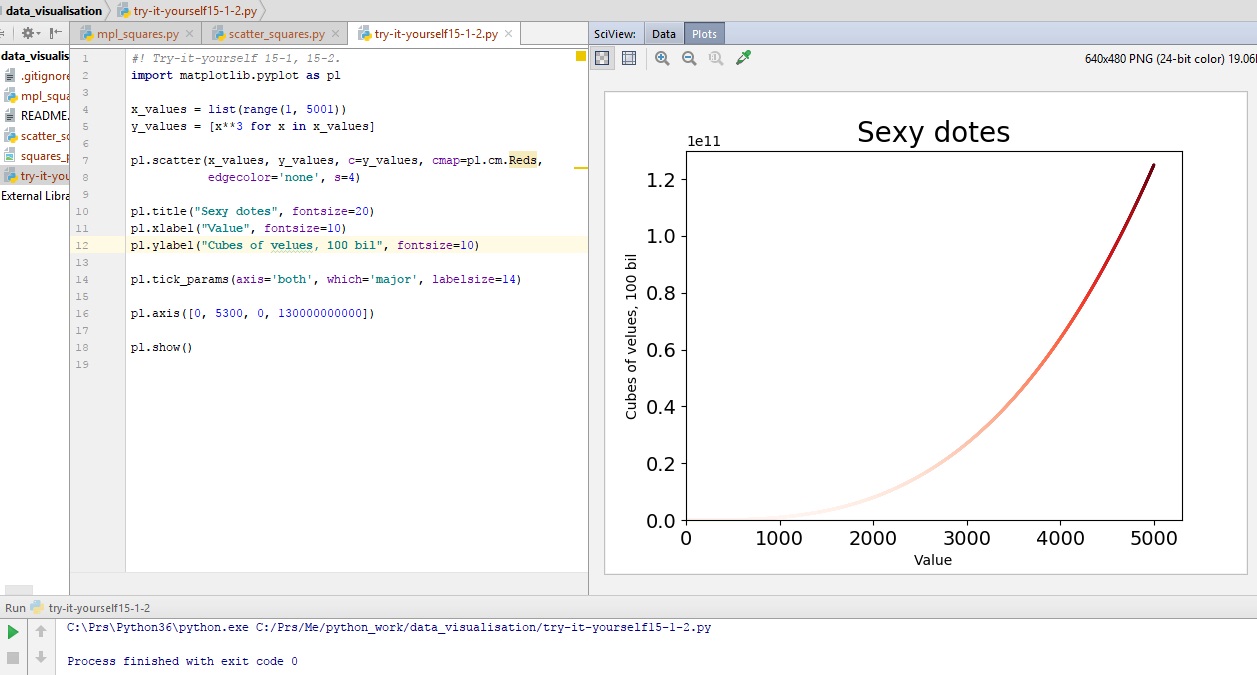 data_visualisation try-it-yourself15-1-2.py
mpl_squares.py scatter_squares.py try-it-yourself15-1-2.py
SciView: Data Plots
640x480 PNG (24-bit color) 19.06
data_visualis
.gitignore
mpl_squa
README.
scatter_sq
squares_p
try-it-you
External Libra
1 #! Try-it-yourself 15-1, 15-2.
2 import matplotlib.pyplot as pl
3
4 x_values = list(range(1, 5001))
5 y_values = [x**3 for x in x_values]
6
7 pl.scatter(x_values, y_values, c=y_values, cmap=pl.cm.Reds,
8 edgecolor='none', s=4)
9
10 pl.title("Sexy dotes", fontsize=20)
11 pl.xlabel("Value", fontsize=10)
12 pl.ylabel("Cubes of velues, 100 bil", fontsize=10)
13
14 pl.tick_params(axis='both', which='major', labelsize=14)
15
16 pl.axis([0, 5300, 0, 130000000000])
17
18 pl.show()
19
Sexy dotes
1e11
1.2
1.0
0.8
0.6
0.4
0.2
0.0
Cubes of velues, 100 bil
0 1000 2000 3000 4000 5000
Value
Run try-it-yourself15-1-2
C:\Prs\Python36\python.exe C:/Prs/Me/python_work/data_visualisation/try-it-yourself15-1-2.py
Process finished with exit code 0